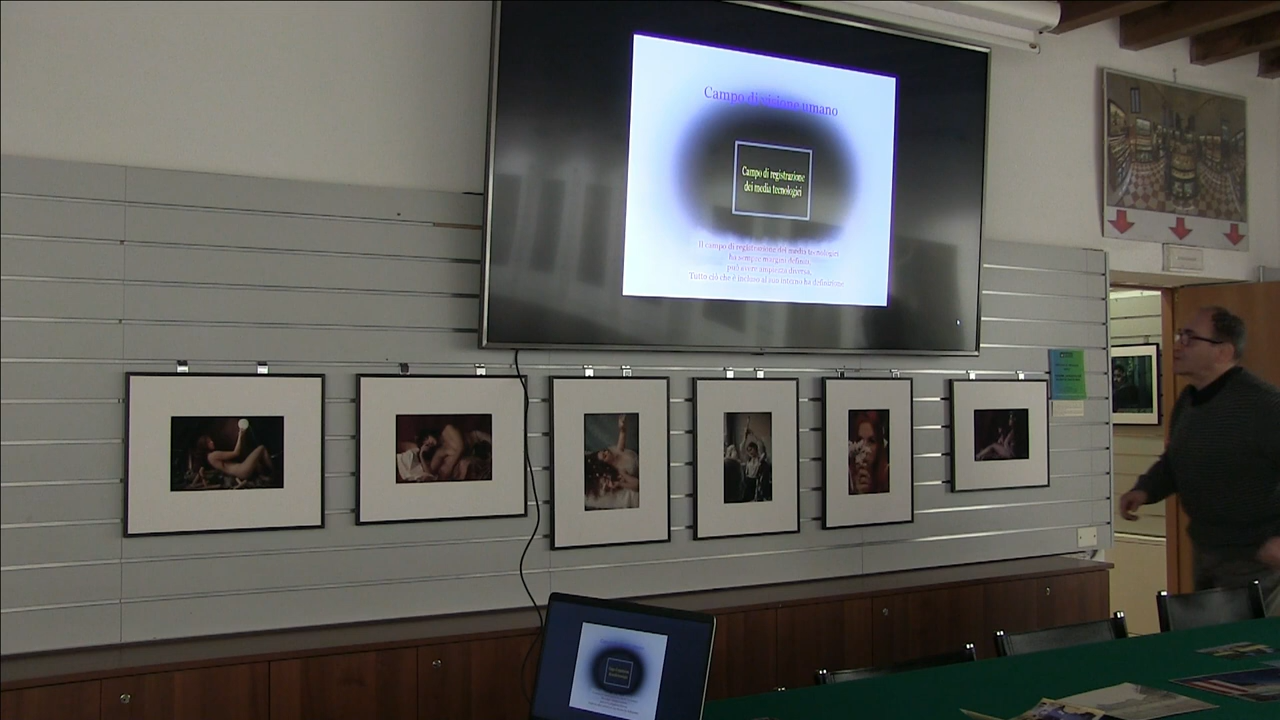 Campo di visione umano
Campo di registrazione
dei media tecnologici
Il campo di registrazione dei media tecnologici
ha sempre margini definiti,
può avere ampiezza diversa,
Tutto ciò che è incluso al suo interno ha definizione